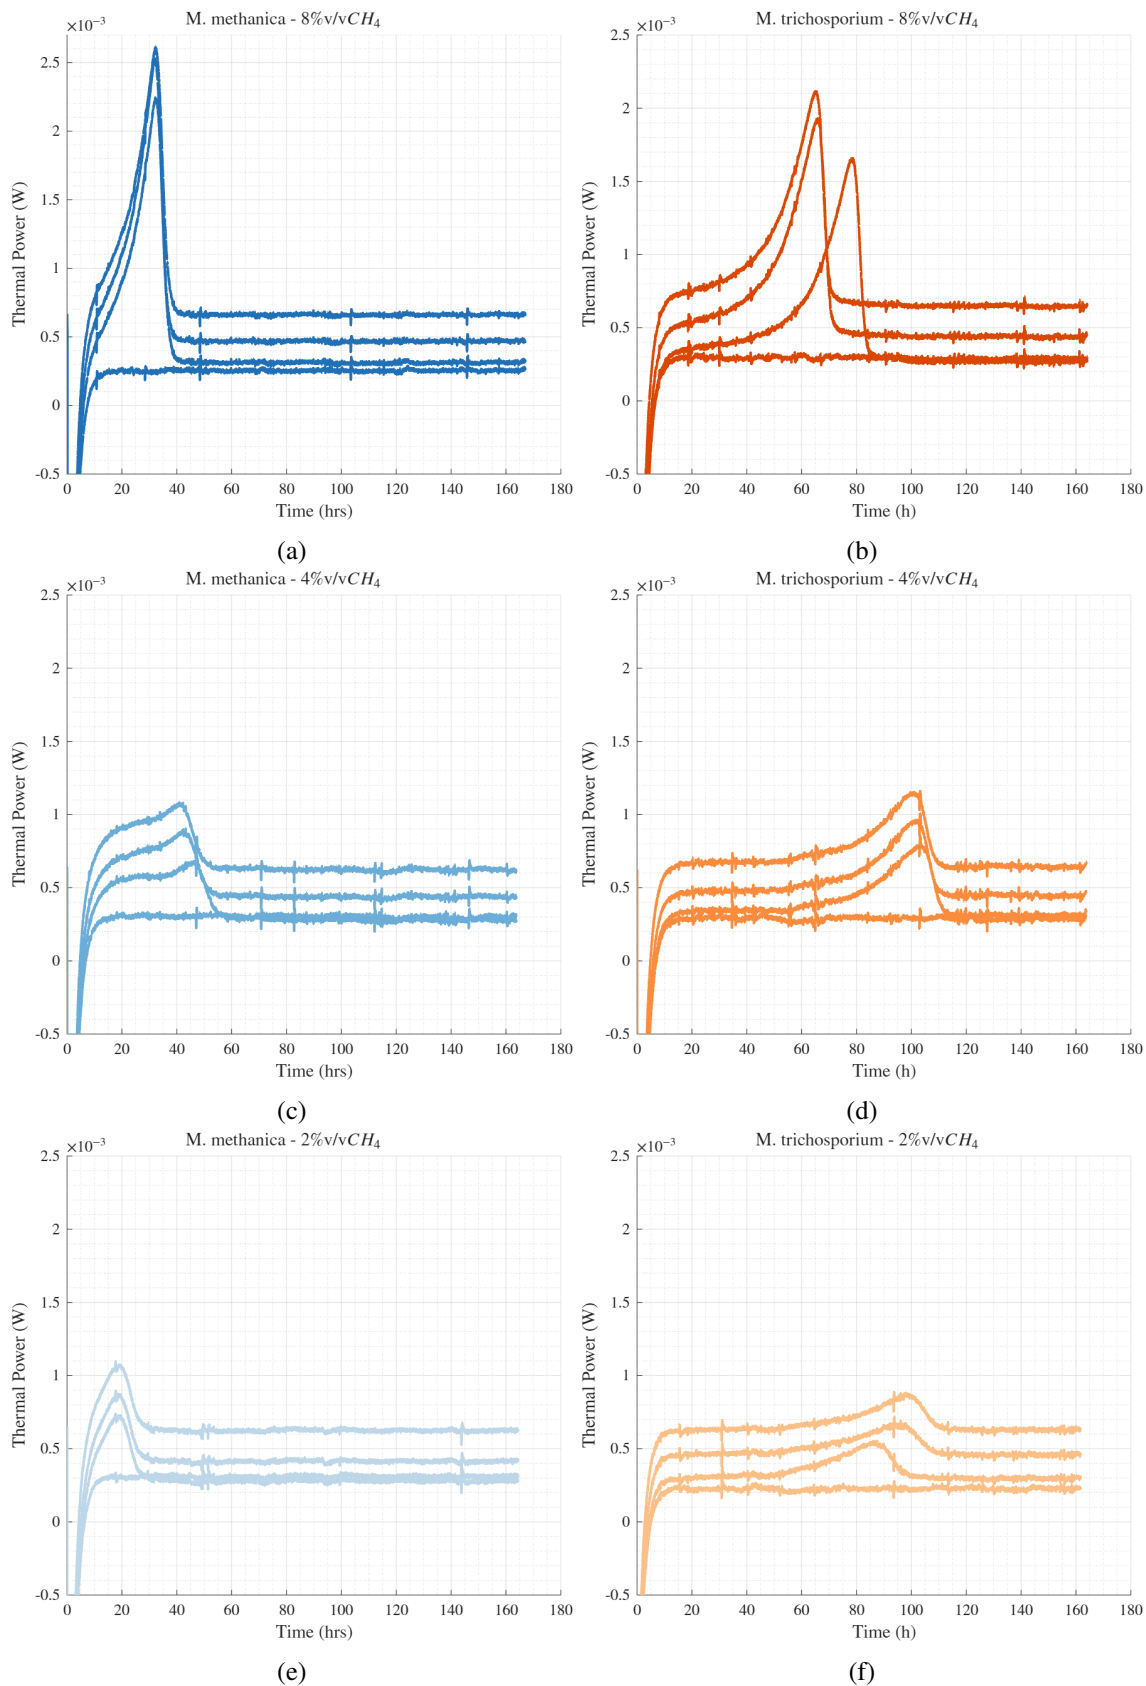 M. methanica - 8%v/vCH₄
×10⁻³
2.5
2
1.5
1
0.5
0
-0.5
Thermal Power (W)
0 20 40 60 80 100 120 140 160 180
Time (hrs)
(a)
M. trichosporium - 8%v/vCH₄
×10⁻³
2.5
2
1.5
1
0.5
0
-0.5
Thermal Power (W)
0 20 40 60 80 100 120 140 160 180
Time (h)
(b)
M. methanica - 4%v/vCH₄
×10⁻³
2.5
2
1.5
1
0.5
0
-0.5
Thermal Power (W)
0 20 40 60 80 100 120 140 160 180
Time (hrs)
(c)
M. trichosporium - 4%v/vCH₄
×10⁻³
2.5
2
1.5
1
0.5
0
-0.5
Thermal Power (W)
0 20 40 60 80 100 120 140 160 180
Time (h)
(d)
M. methanica - 2%v/vCH₄
×10⁻³
2.5
2
1.5
1
0.5
0
-0.5
Thermal Power (W)
0 20 40 60 80 100 120 140 160 180
Time (hrs)
(e)
M. trichosporium - 2%v/vCH₄
×10⁻³
2.5
2
1.5
1
0.5
0
-0.5
Thermal Power (W)
0 20 40 60 80 100 120 140 160 180
Time (h)
(f)